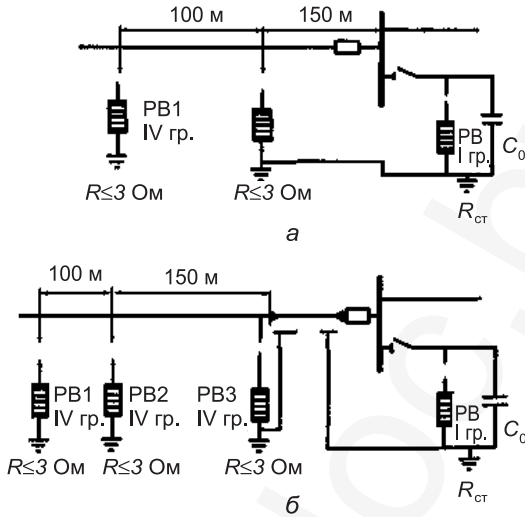 100 м 150 м
РВ1
IV гр.
РВ
I гр.
C₀
R≤3 Ом R≤3 Ом
Rст
а
100 м 150 м
РВ1 РВ2 РВ3
IV гр. IV гр. IV гр.
РВ
I гр.
C₀
R≤3 Ом R≤3 Ом R≤3 Ом
Rст
б